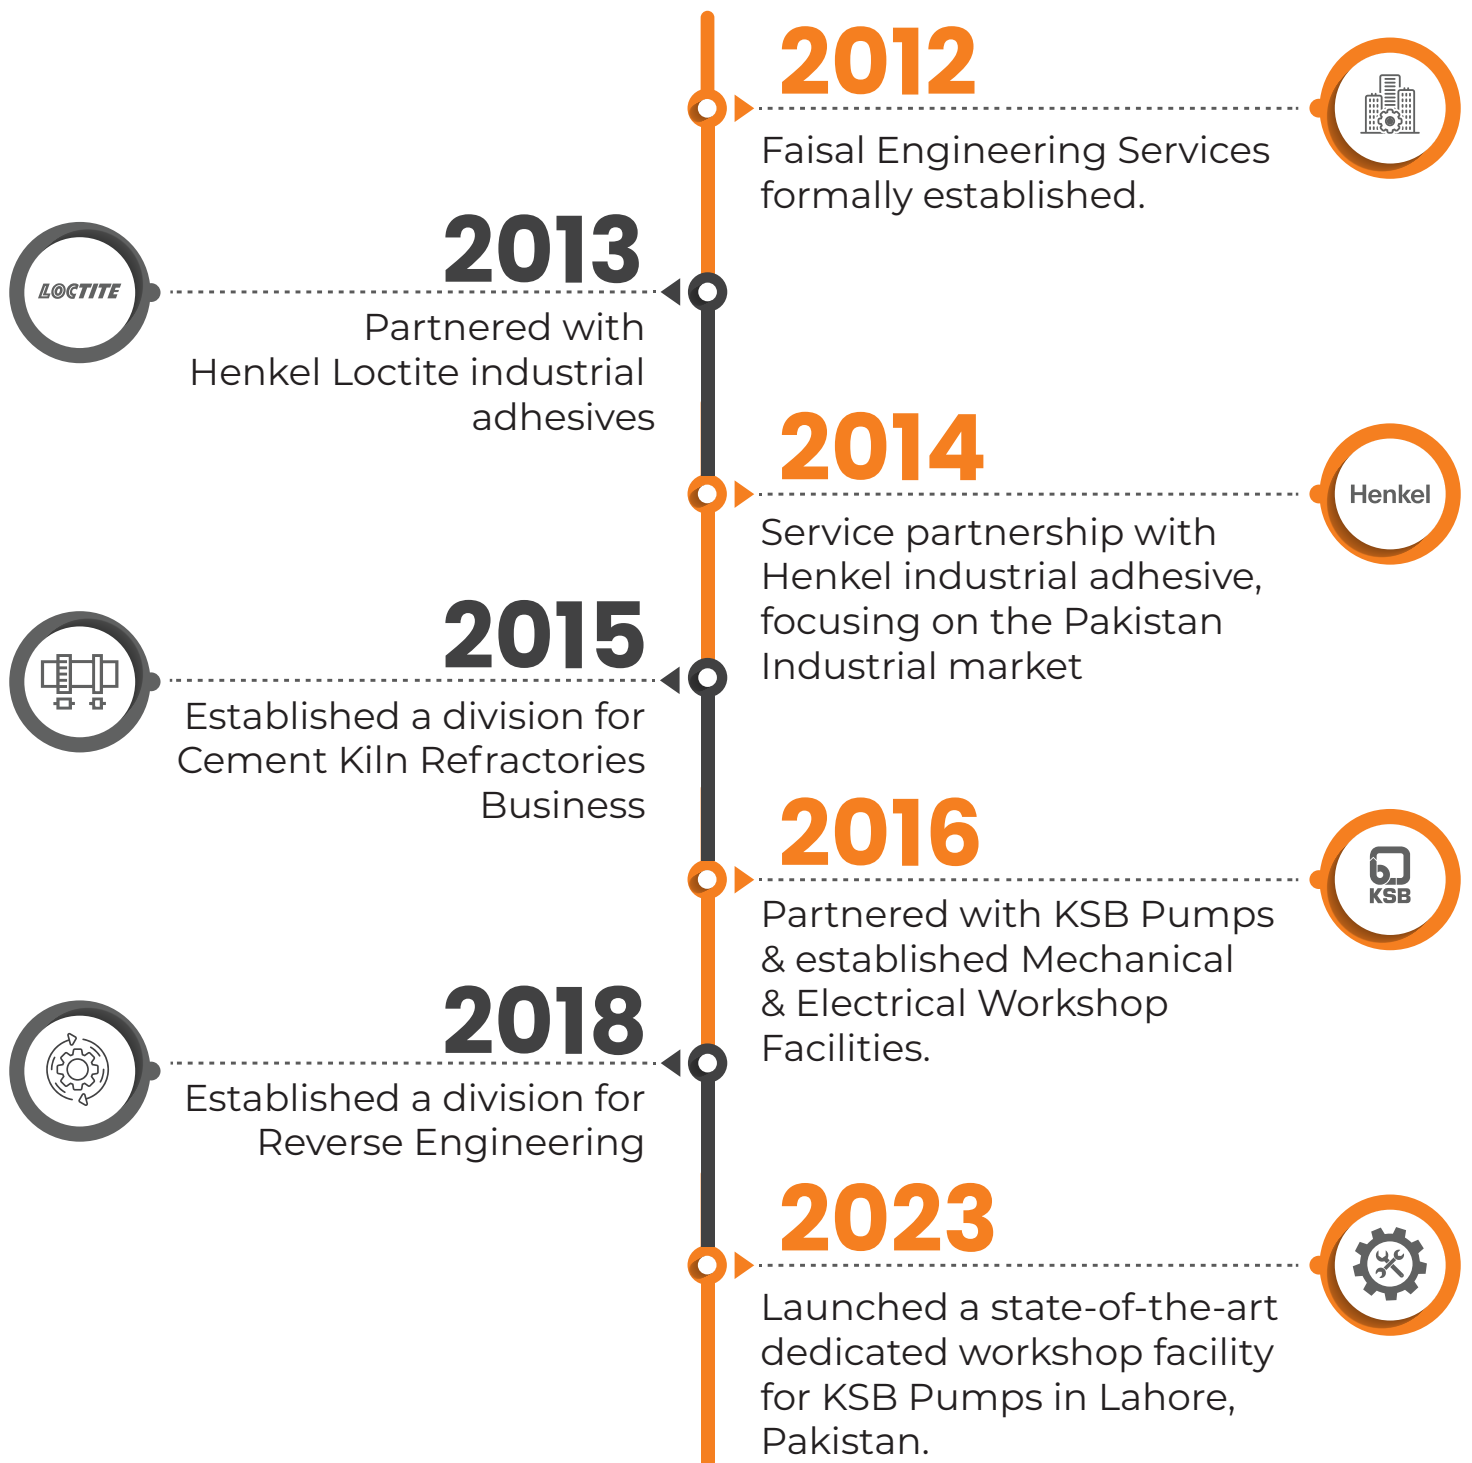 2012
Faisal Engineering Services
formally established.
2013
LOCTITE
Partnered with
Henkel Loctite industrial
adhesives
2014
Henkel
Service partnership with
Henkel industrial adhesive,
focusing on the Pakistan
Industrial market
2015
Established a division for
Cement Kiln Refractories
Business
2016
KSB
Partnered with KSB Pumps
& established Mechanical
& Electrical Workshop
Facilities.
2018
Established a division for
Reverse Engineering
2023
Launched a state-of-the-art
dedicated workshop facility
for KSB Pumps in Lahore,
Pakistan.